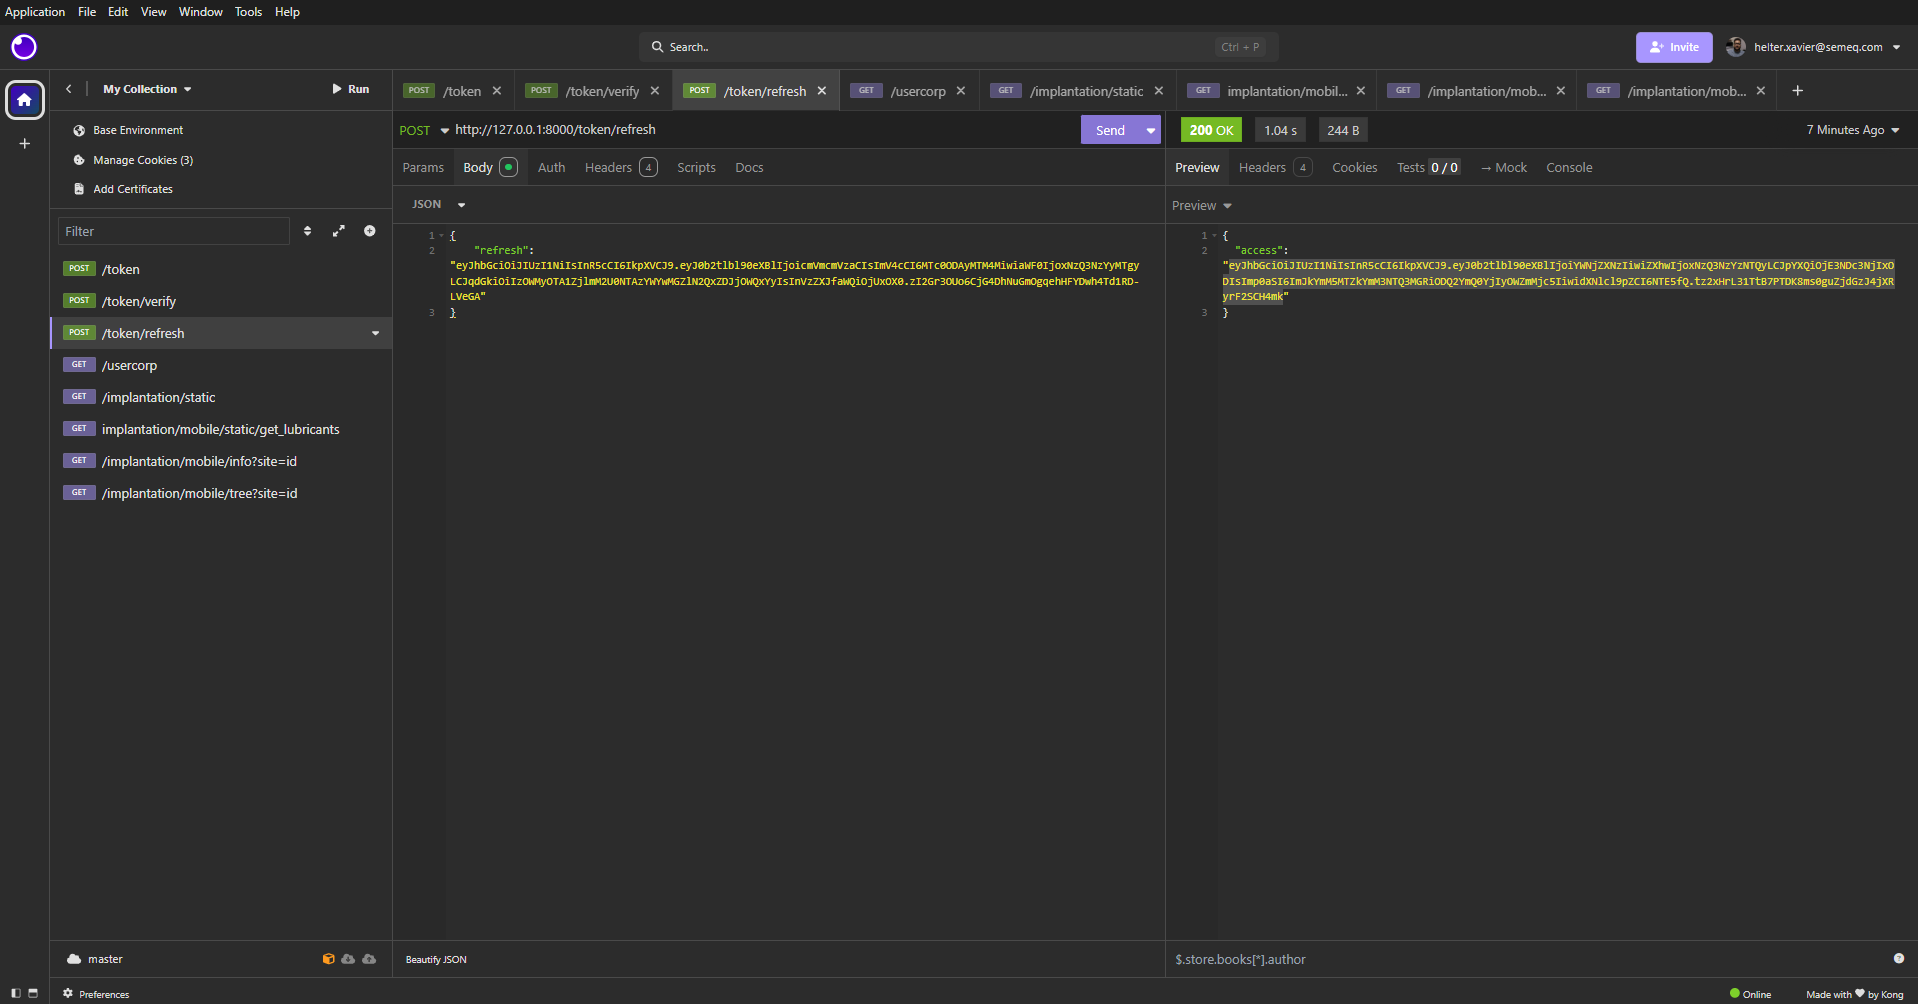 Application File Edit View Window Tools Help
Search.. Ctrl + P
Invite helter.xavier@semeq.com
My Collection Run
POST /token POST /token/verify POST /token/refresh GET /usercorp GET /implantation/static GET implantation/mobil... GET /implantation/mob... GET /implantation/mob...
Base Environment
Manage Cookies (3)
Add Certificates
Filter
POST /token
POST /token/verify
POST /token/refresh
GET /usercorp
GET /implantation/static
GET implantation/mobile/static/get_lubricants
GET /implantation/mobile/info?site=id
GET /implantation/mobile/tree?site=id
master
POST http://127.0.0.1:8000/token/refresh Send
Params Body Auth Headers 4 Scripts Docs
JSON
1 {
2 "refresh":
3 }
Beautify JSON
200 OK 1.04 s 244 B 7 Minutes Ago
Preview Headers 4 Cookies Tests 0 / 0 → Mock Console
Preview
1 {
2 "access":
3 }
$.store.books[*].author
Preferences
Online Made with by Kong